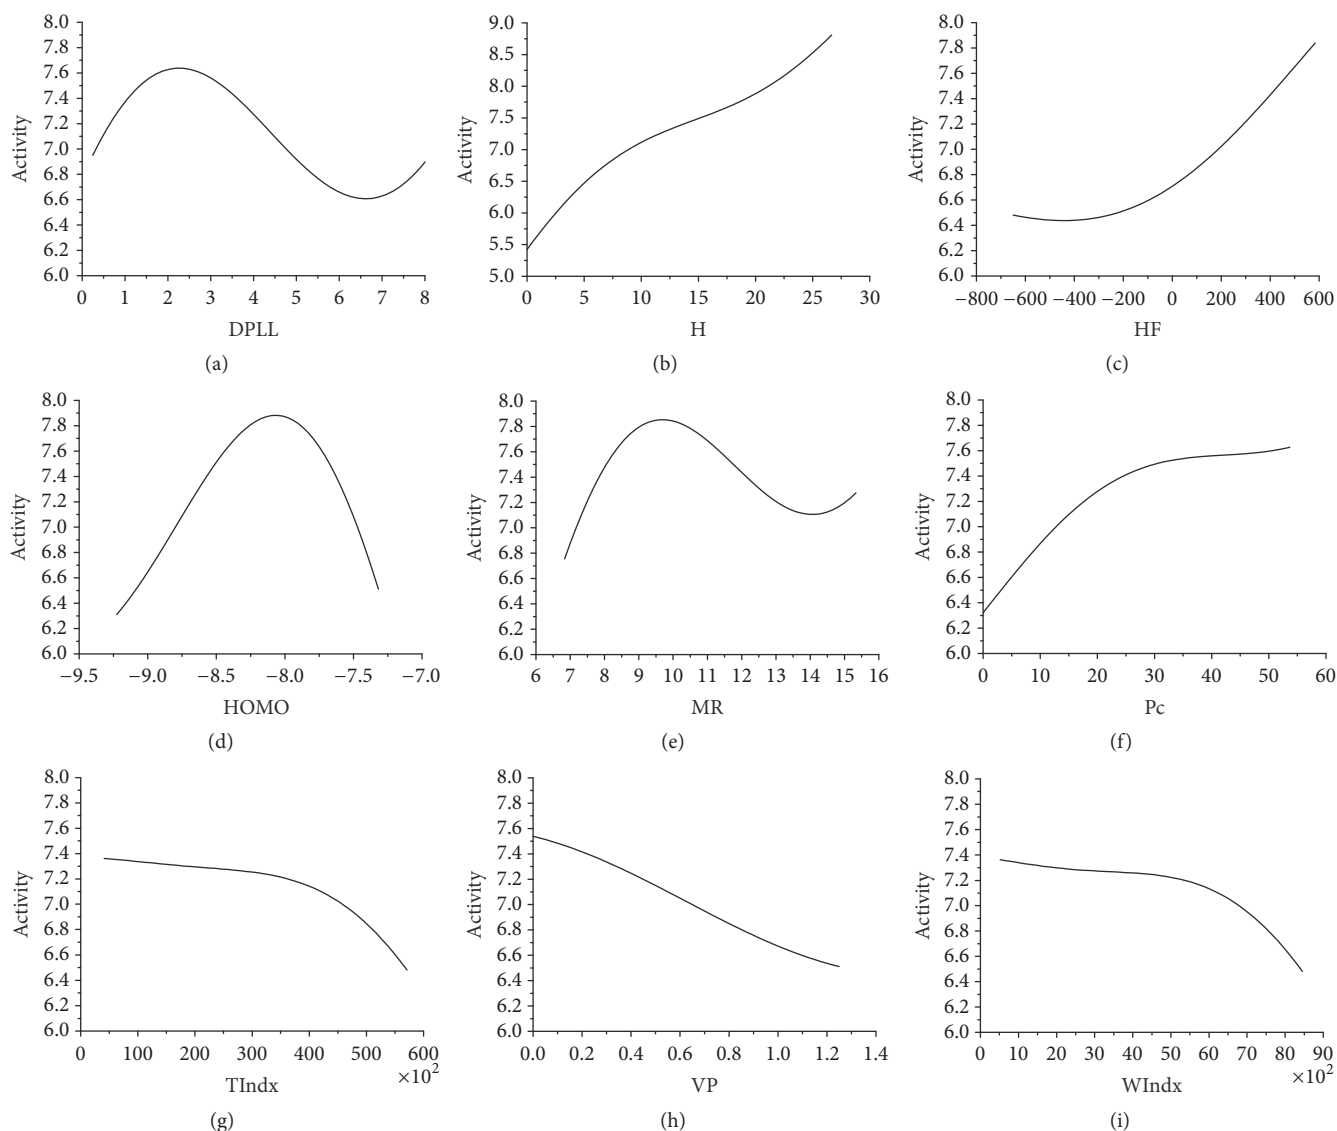 Activity
8.0
7.8
7.6
7.4
7.2
7.0
6.8
6.6
6.4
6.2
6.0
0 1 2 3 4 5 6 7 8
DPLL
(a)
Activity
9.0
8.5
8.0
7.5
7.0
6.5
6.0
5.5
5.0
0 5 10 15 20 25 30
H
(b)
Activity
8.0
7.8
7.6
7.4
7.2
7.0
6.8
6.6
6.4
6.2
6.0
−800 −600 −400 −200 0 200 400 600
HF
(c)
Activity
8.0
7.8
7.6
7.4
7.2
7.0
6.8
6.6
6.4
6.2
6.0
−9.5 −9.0 −8.5 −8.0 −7.5 −7.0
HOMO
(d)
Activity
8.0
7.8
7.6
7.4
7.2
7.0
6.8
6.6
6.4
6.2
6.0
6 7 8 9 10 11 12 13 14 15 16
MR
(e)
Activity
8.0
7.8
7.6
7.4
7.2
7.0
6.8
6.6
6.4
6.2
6.0
0 10 20 30 40 50 60
Pc
(f)
Activity
8.0
7.8
7.6
7.4
7.2
7.0
6.8
6.6
6.4
6.2
6.0
0 100 200 300 400 500 600
×10²
TIndx
(g)
Activity
8.0
7.8
7.6
7.4
7.2
7.0
6.8
6.6
6.4
6.2
6.0
0.0 0.2 0.4 0.6 0.8 1.0 1.2 1.4
VP
(h)
Activity
8.0
7.8
7.6
7.4
7.2
7.0
6.8
6.6
6.4
6.2
6.0
0 10 20 30 40 50 60 70 80 90
×10²
WIndx
(i)